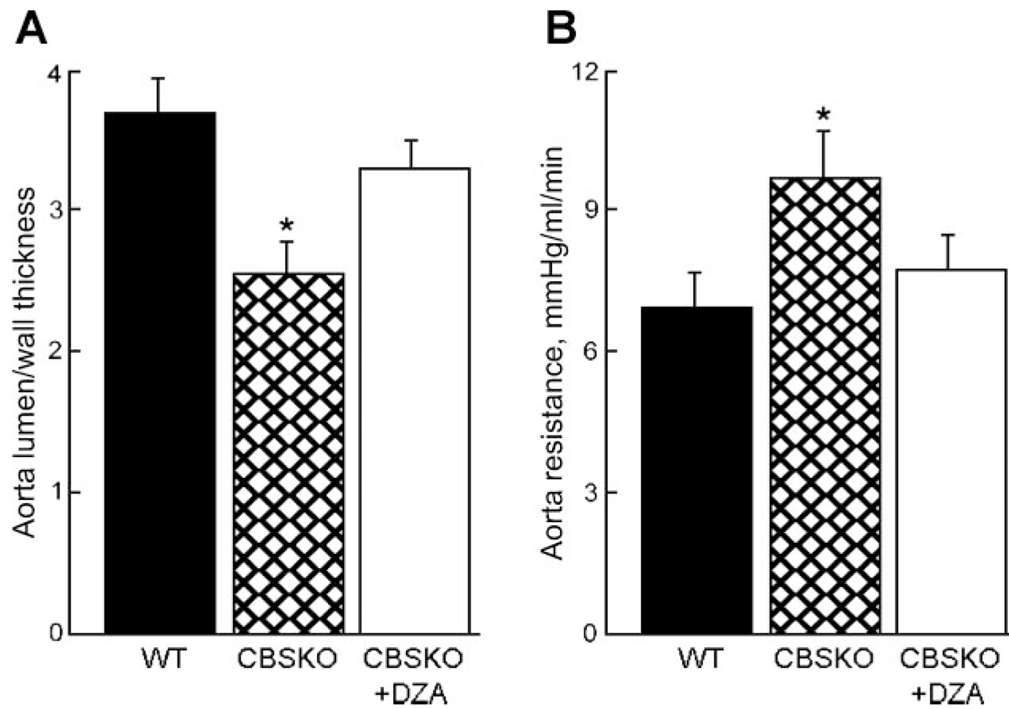 A
Aorta lumen/wall thickness
4
3
2
1
0
*
WT
CBSKO
CBSKO
+DZA
B
Aorta resistance, mmHg/ml/min
12
9
6
3
0
*
WT
CBSKO
CBSKO
+DZA